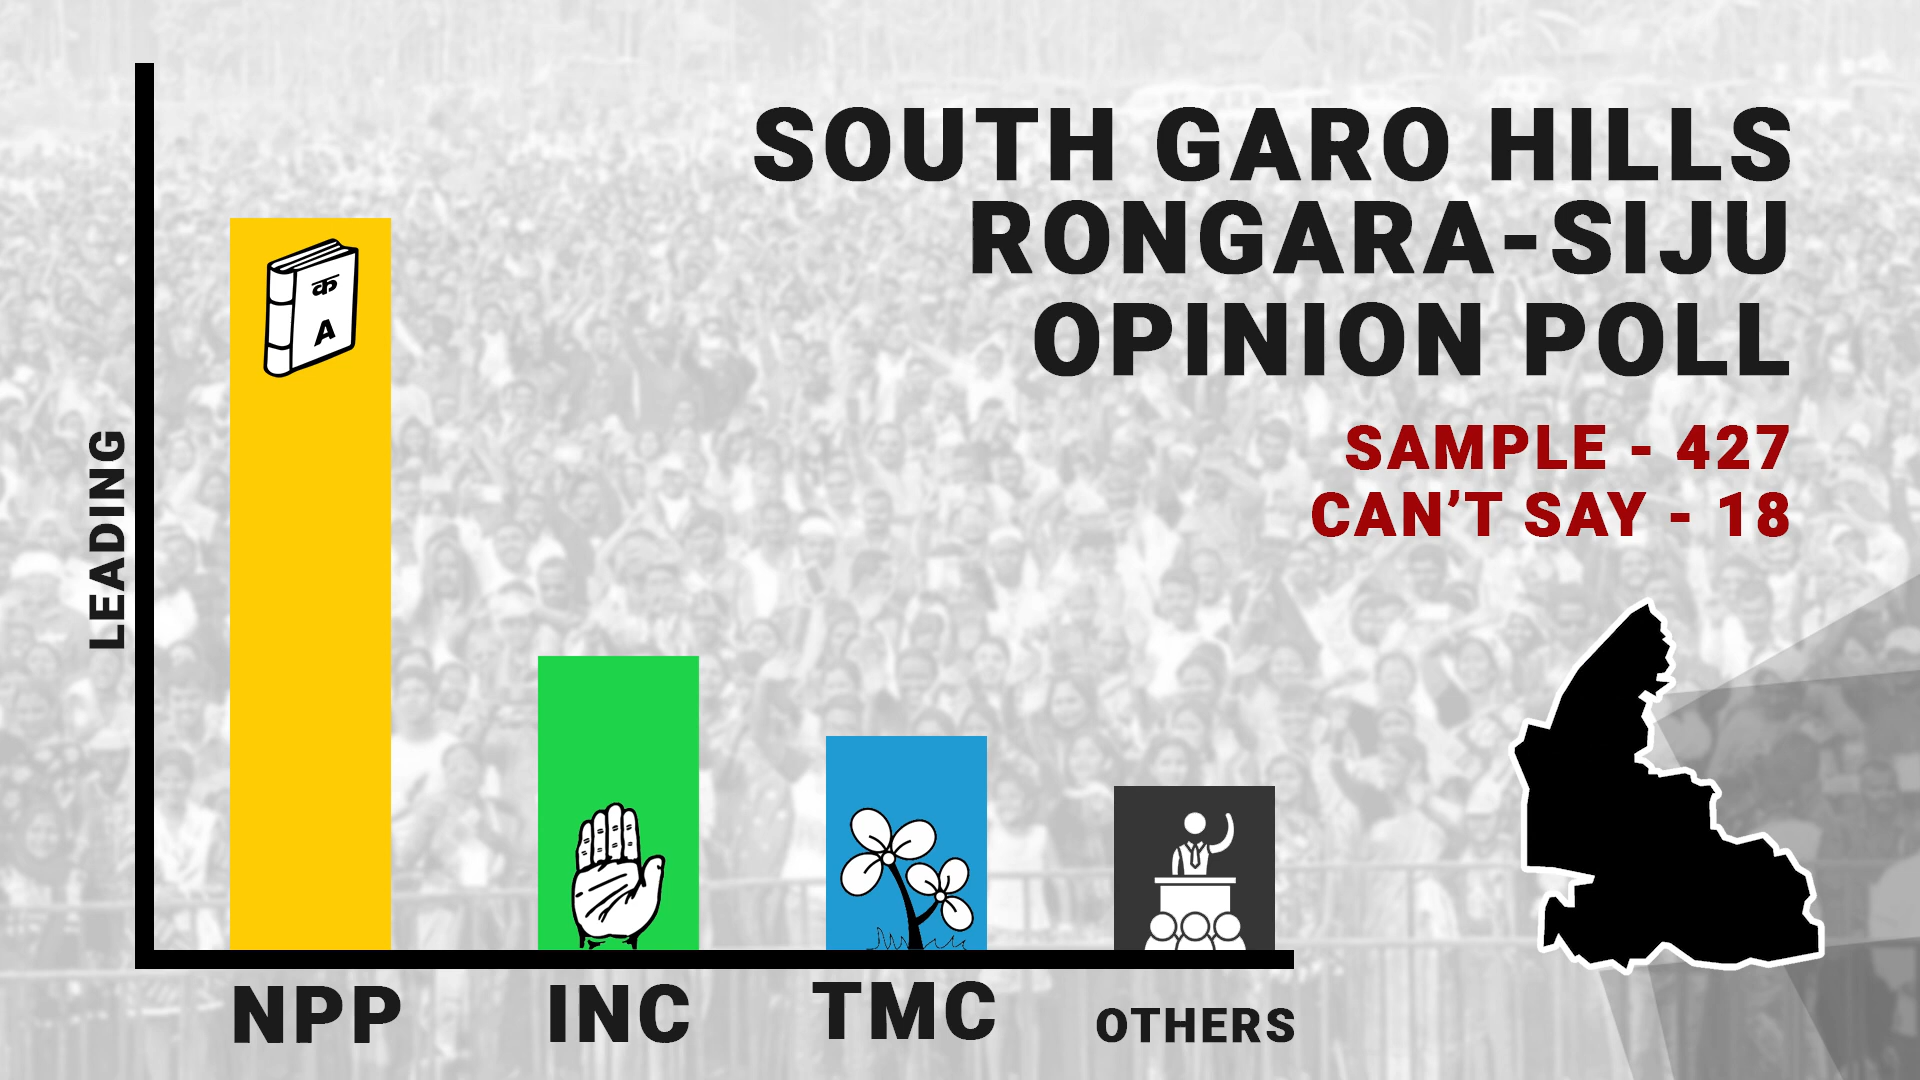 SOUTH GARO HILLS
RONGARA-SIJU
OPINION POLL
SAMPLE - 427
CAN’T SAY - 18
LEADING
क
A
NPP
INC
TMC
OTHERS